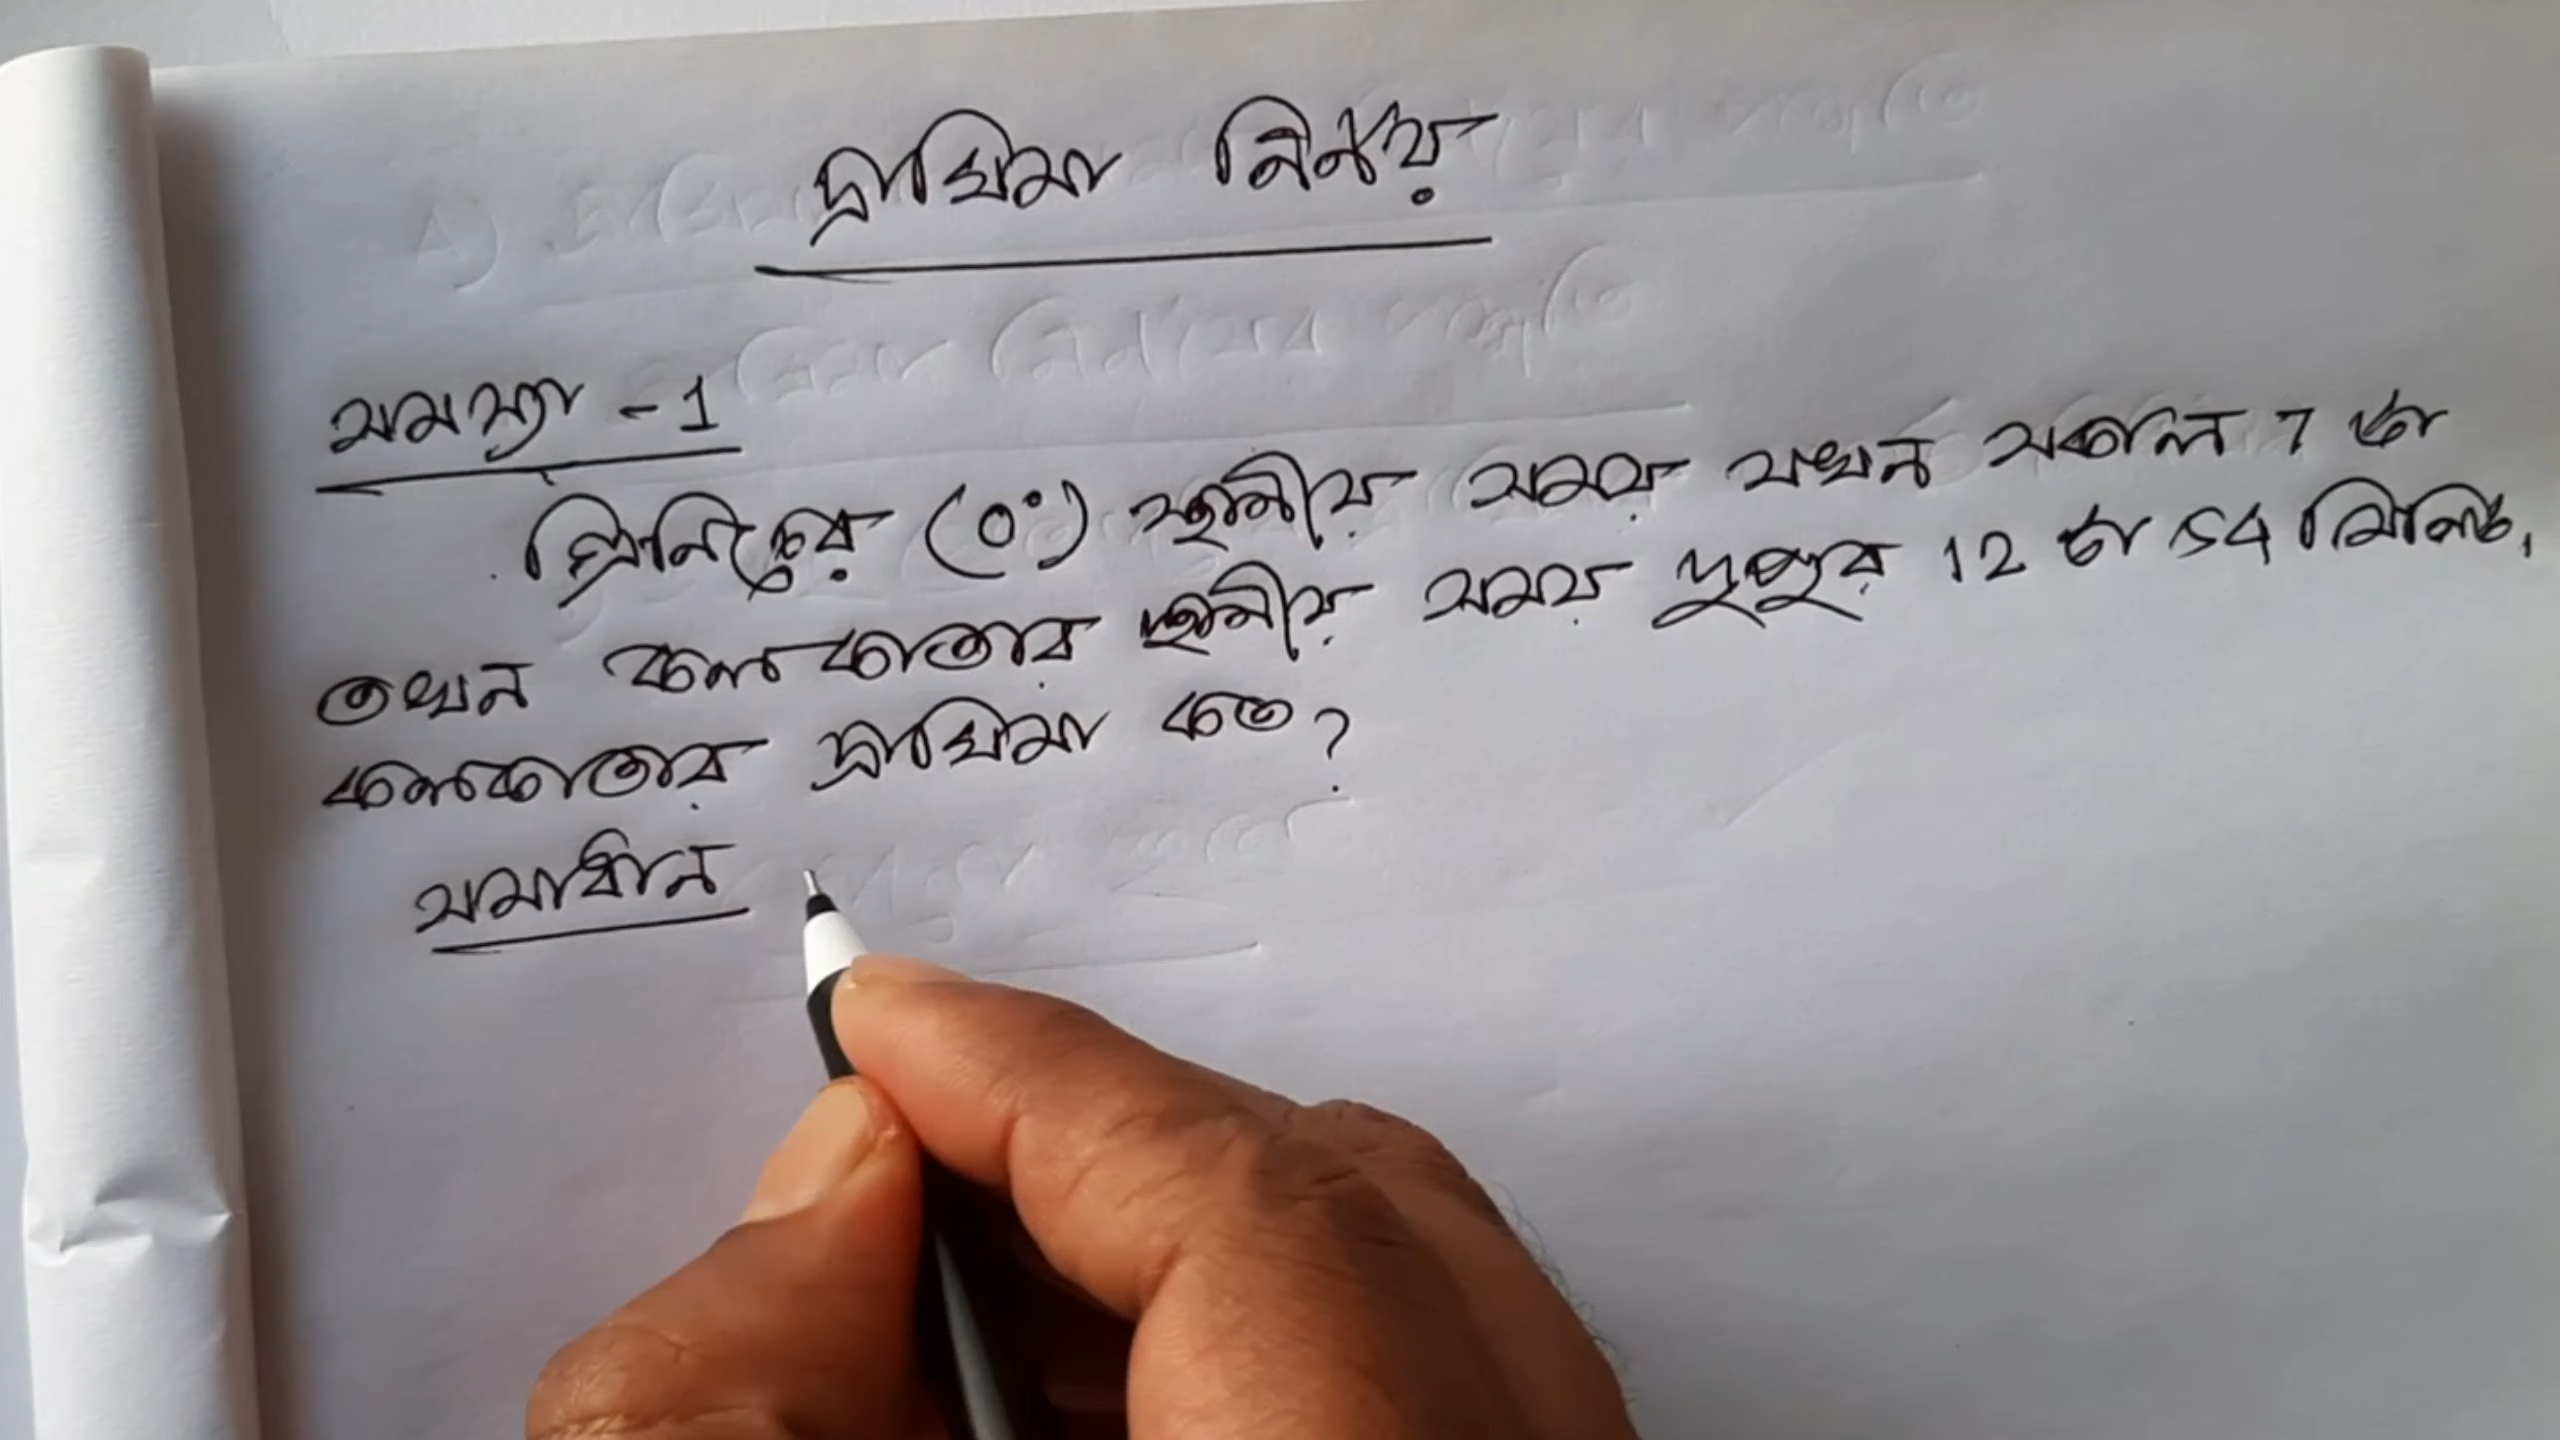 দ্রাঘিমা নির্ণয়
সমস্যা - 1
গ্রিনিচের (0°) স্থানীয় সময় যখন সকাল 7 টা
তখন কলকাতার স্থানীয় সময় দুপুর 12 টা 54 মিনিট,
কলকাতার দ্রাঘিমা কত?
সমাধান